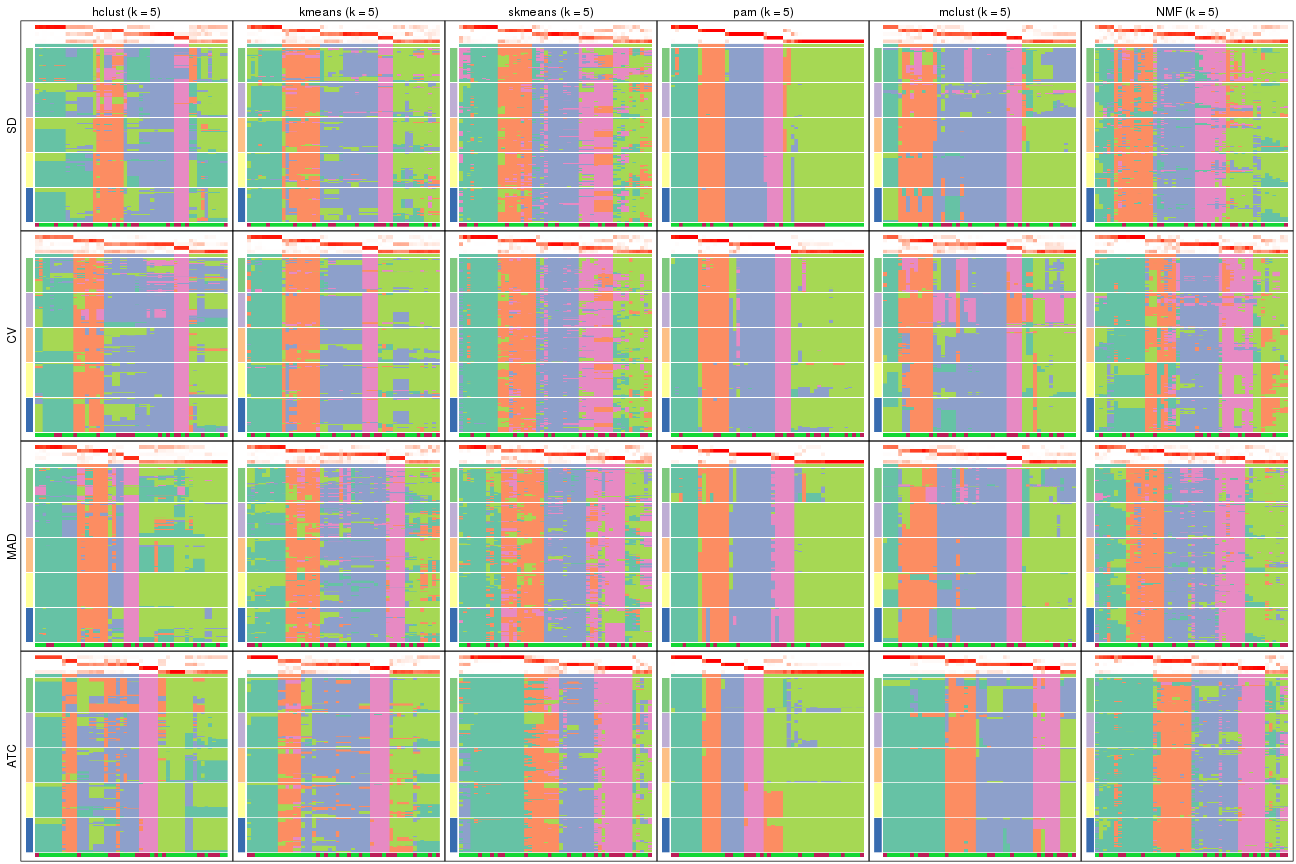 hclust (k = 5)
kmeans (k = 5)
skmeans (k = 5)
pam (k = 5)
mclust (k = 5)
NMF (k = 5)
SD
CV
MAD
ATC